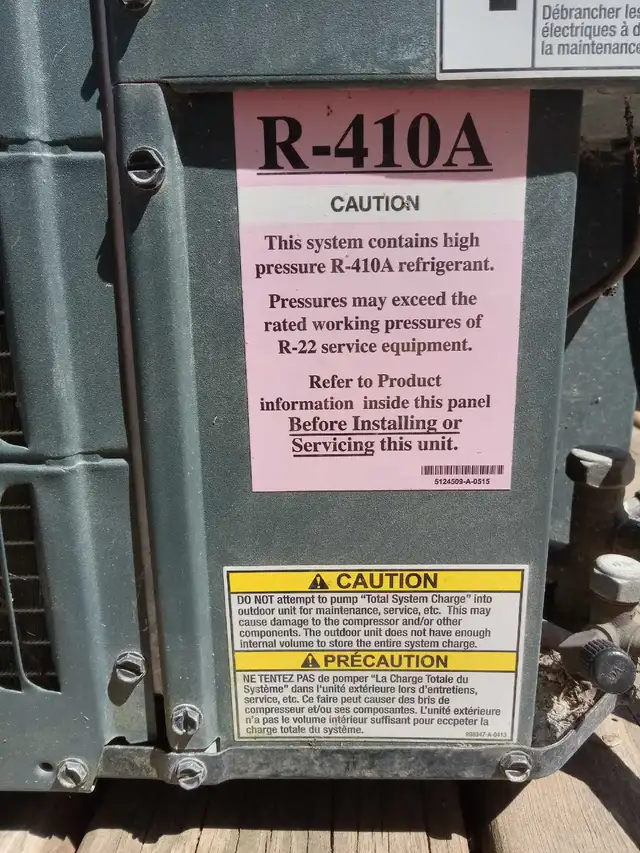 Débrancher les
électriques à d
la maintenance
R-410A
CAUTION
This system contains high
pressure R-410A refrigerant.
Pressures may exceed the
rated working pressures of
R-22 service equipment.
Refer to Product
information inside this panel
Before Installing or
Servicing this unit.
5124509-A-0515
CAUTION
DO NOT attempt to pump “Total System Charge” into
outdoor unit for maintenance, service, etc. This may
cause damage to the compressor and/or other
components. The outdoor unit does not have enough
internal volume to store the entire system charge.
PRÉCAUTION
NE TENTEZ PAS de pomper “La Charge Totale du
Système” dans l'unité extérieure lors d'entretiens,
service, etc. Ce faire peut causer des bris de
compresseur et/ou ses composantes. L'unité extérieure
n'a pas le volume intérieur suffisant pour eccpeter la
charge totale du système.